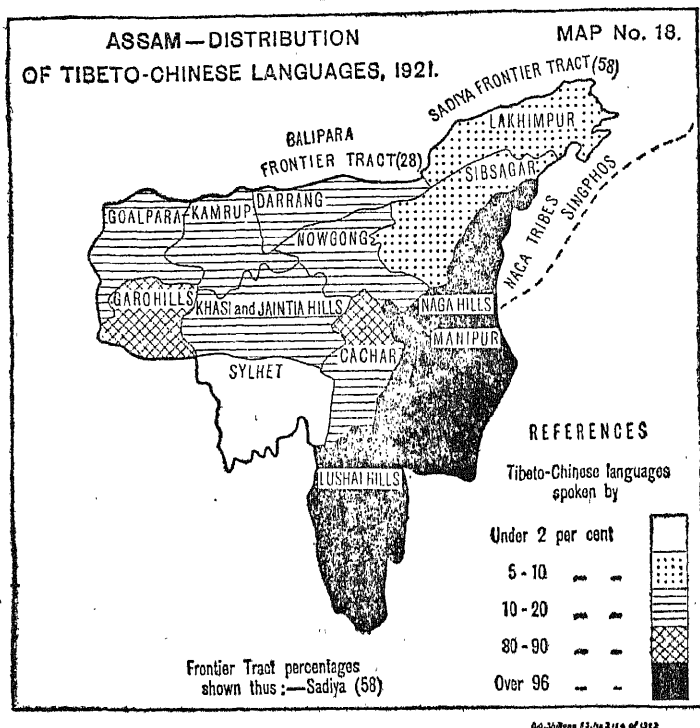 MAP No. 18.
ASSAM—DISTRIBUTION
OF TIBETO-CHINESE LANGUAGES, 1921.
SADIYA FRONTIER TRACT (58)
LAKHIMPUR
BALIPARA
FRONTIER TRACT (28)
SIBSAGAR
DARRANG
GOALPARA
KAMRUP
NOWGONG
NAGA TRIBES
SINGPHOS
GAROHILLS
KHASI and JAINTIA HILLS
NAGA HILLS
MANIPUR
CACHAR
SYLHET
LUSHAI HILLS
REFERENCES
Tibeto-Chinese languages
spoken by
Under 2 per cent
5-10 „ „
10-20 „ „
80-90 „ „
Over 96 „ „
Frontier Tract percentages
shown thus:—Sadiya (58)